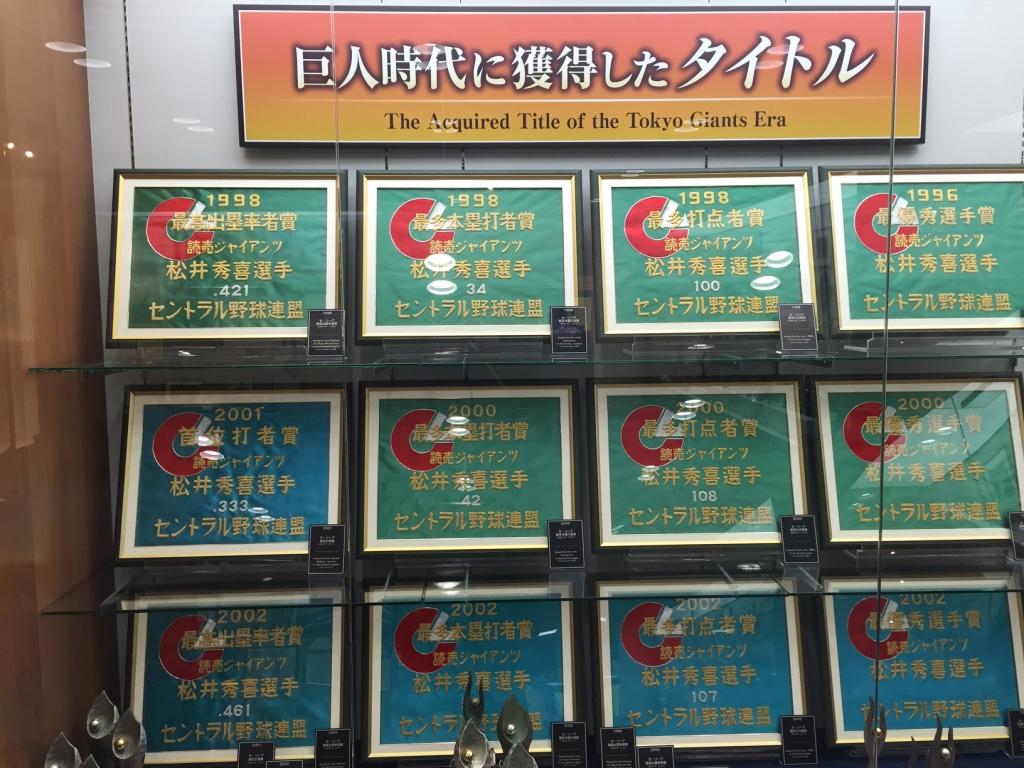 巨人時代に獲得したタイトル
The Acquired Title of the Tokyo Giants Era
1998
最高出塁率者賞
読売ジャイアンツ
松井秀喜選手
.421
セントラル野球連盟
1998
最多本塁打者賞
読売ジャイアンツ
松井秀喜選手
34
セントラル野球連盟
1998
最多打点者賞
読売ジャイアンツ
松井秀喜選手
100
セントラル野球連盟
1996
最優秀選手賞
読売ジャイアンツ
松井秀喜選手
セントラル野球連盟
2001
首位打者賞
読売ジャイアンツ
松井秀喜選手
.333
セントラル野球連盟
2000
最多本塁打者賞
読売ジャイアンツ
松井秀喜選手
42
セントラル野球連盟
2000
最多打点者賞
読売ジャイアンツ
松井秀喜選手
108
セントラル野球連盟
2000
最優秀選手賞
読売ジャイアンツ
松井秀喜選手
セントラル野球連盟
2002
最高出塁率者賞
読売ジャイアンツ
松井秀喜選手
.461
セントラル野球連盟
2002
最多本塁打者賞
読売ジャイアンツ
松井秀喜選手
セントラル野球連盟
2002
最多打点者賞
読売ジャイアンツ
松井秀喜選手
107
セントラル野球連盟
2002
最優秀選手賞
読売ジャイアンツ
松井秀喜選手
セントラル野球連盟